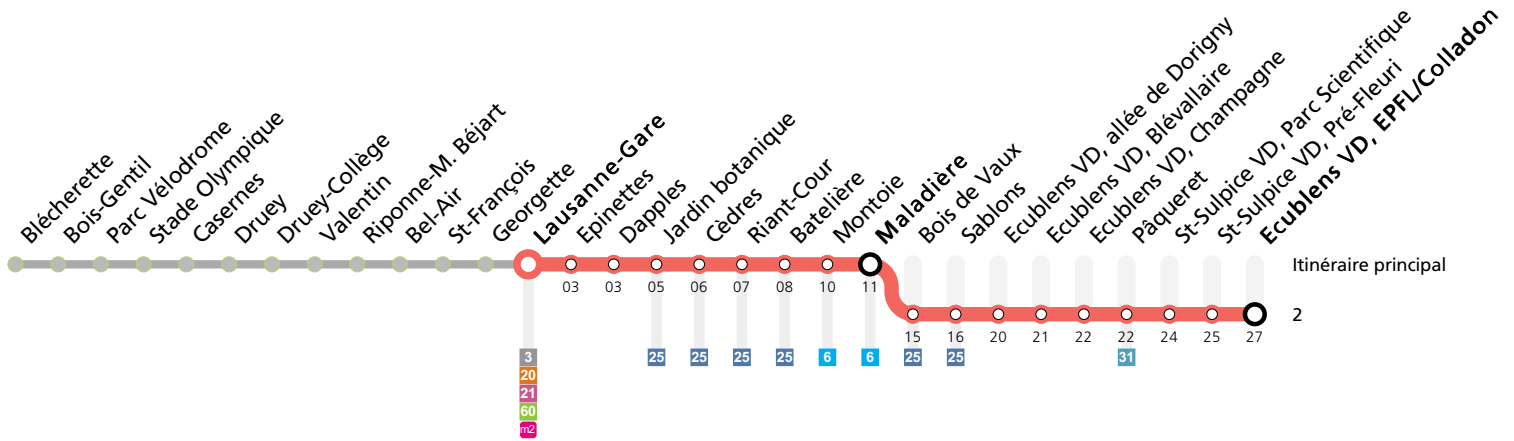 Blécherette
Bois-Gentil
Parc Vélodrome
Stade Olympique
Casernes
Druey
Druey-Collège
Valentin
Riponne-M. Béjart
Bel-Air
St-François
Georgette
Lausanne-Gare
Epinettes
Dapples
Jardin botanique
Cèdres
Riant-Cour
Batelière
Montoie
Maladière
Bois de Vaux
Sablons
Ecublens VD, allée de Dorigny
Ecublens VD, Blévallaire
Ecublens VD, Champagne
Pâqueret
St-Sulpice VD, Parc Scientifique
St-Sulpice VD, Pré-Fleuri
Ecublens VD, EPFL/Colladon
Itinéraire principal
03 03 05 06 07 08 10 11
2
15 16 20 21 22 22 24 25 27
3 25 25 25 25 6 6 25 25 31
20
21
60
m2